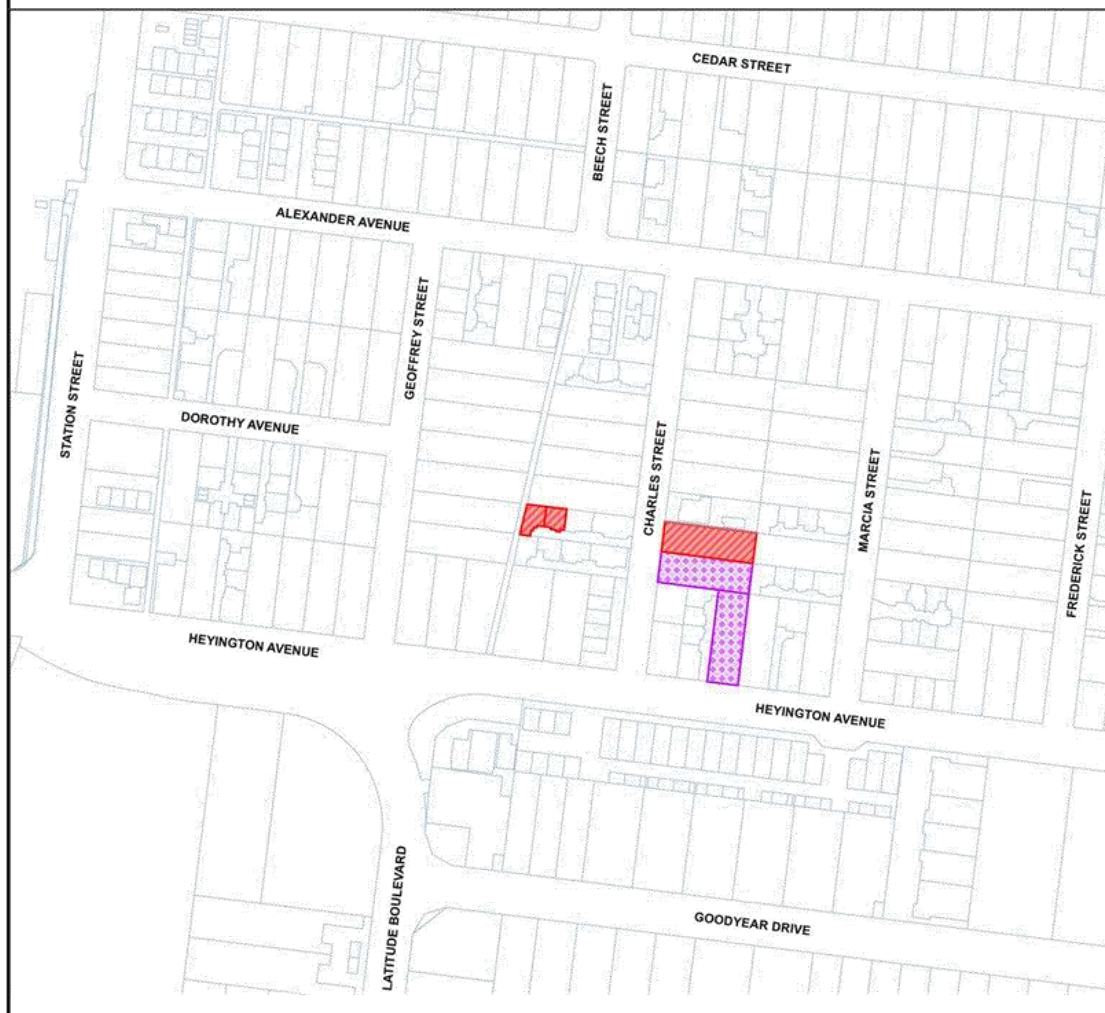 CEDAR STREET
BEECH STREET
ALEXANDER AVENUE
GEOFFREY STREET
STATION STREET
DOROTHY AVENUE
CHARLES STREET
MARCIA STREET
FREDERICK STREET
HEYINGTON AVENUE
HEYINGTON AVENUE
LATITUDE BOULEVARD
GOODYEAR DRIVE